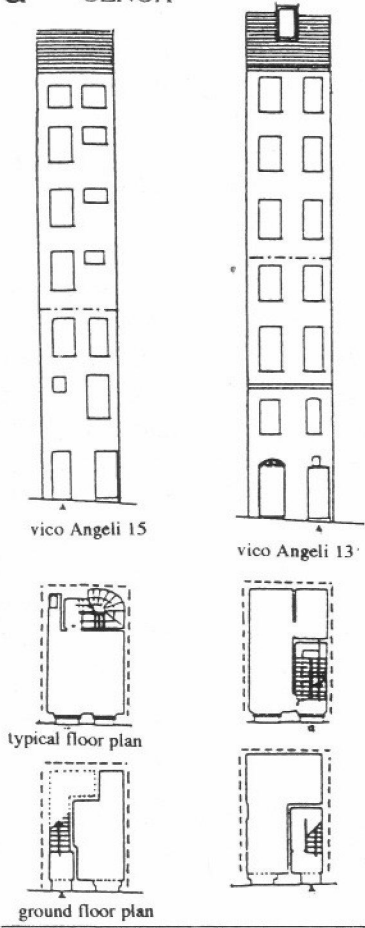 vico Angeli 15
vico Angeli 13
typical floor plan
a
ground floor plan